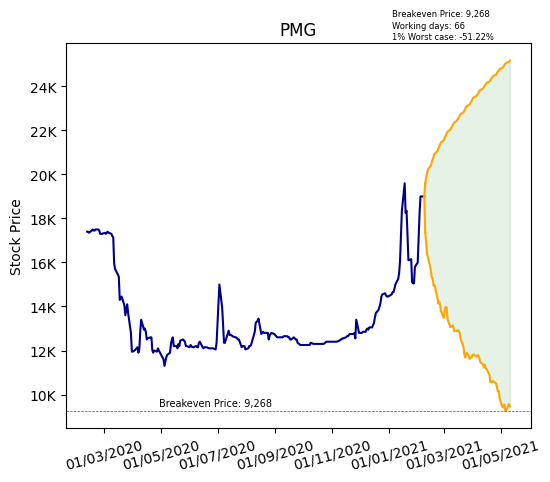 Breakeven Price: 9,268
Working days: 66
1% Worst case: -51.22%
PMG
Stock Price
24K
22K
20K
18K
16K
14K
12K
10K
Breakeven Price: 9,268
01/03/2020
01/05/2020
01/07/2020
01/09/2020
01/11/2020
01/01/2021
01/03/2021
01/05/2021